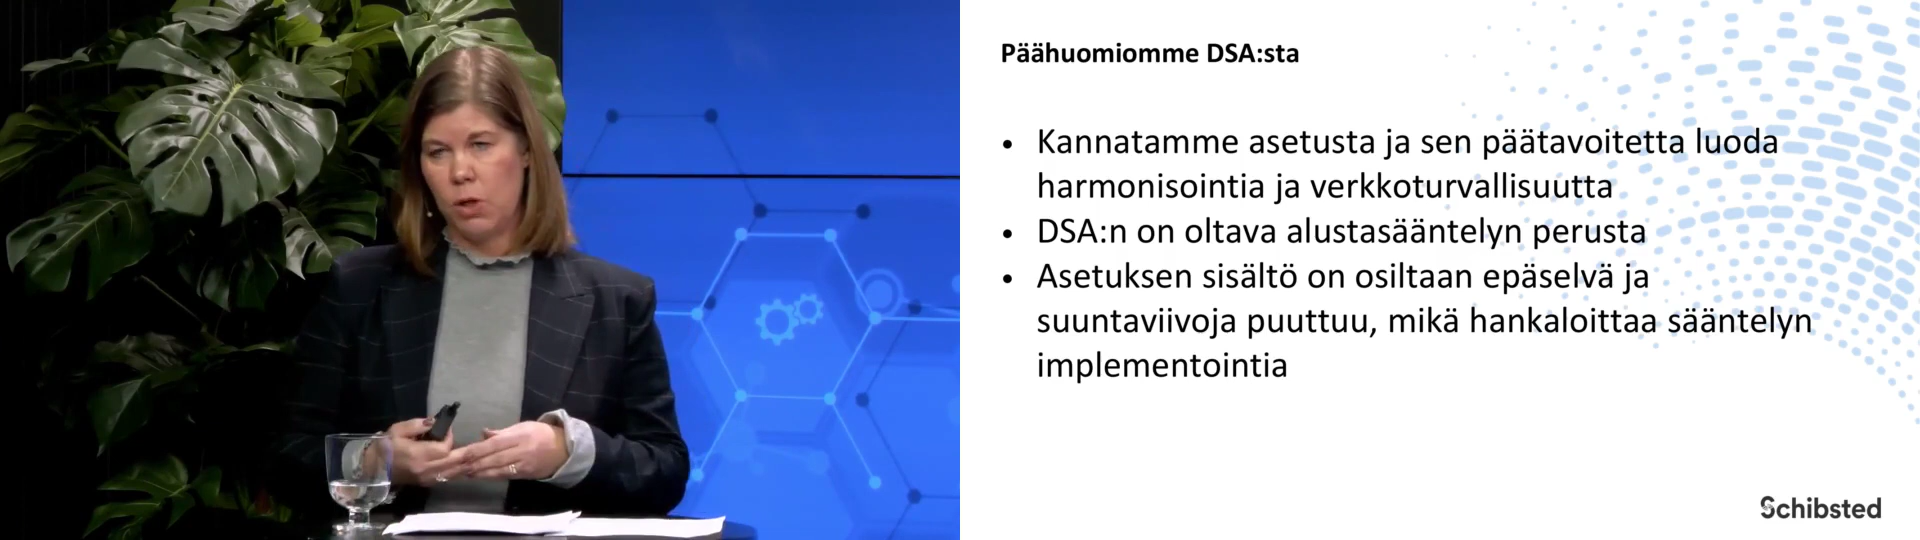 Päähuomiomme DSA:sta
• Kannatamme asetusta ja sen päätavoitetta luoda
harmonisointia ja verkkoturvallisuutta
• DSA:n on oltava alustasääntelyn perusta
• Asetuksen sisältö on osiltaan epäselvä ja
suuntaviivoja puuttuu, mikä hankaloittaa sääntelyn
implementointia
Schibsted